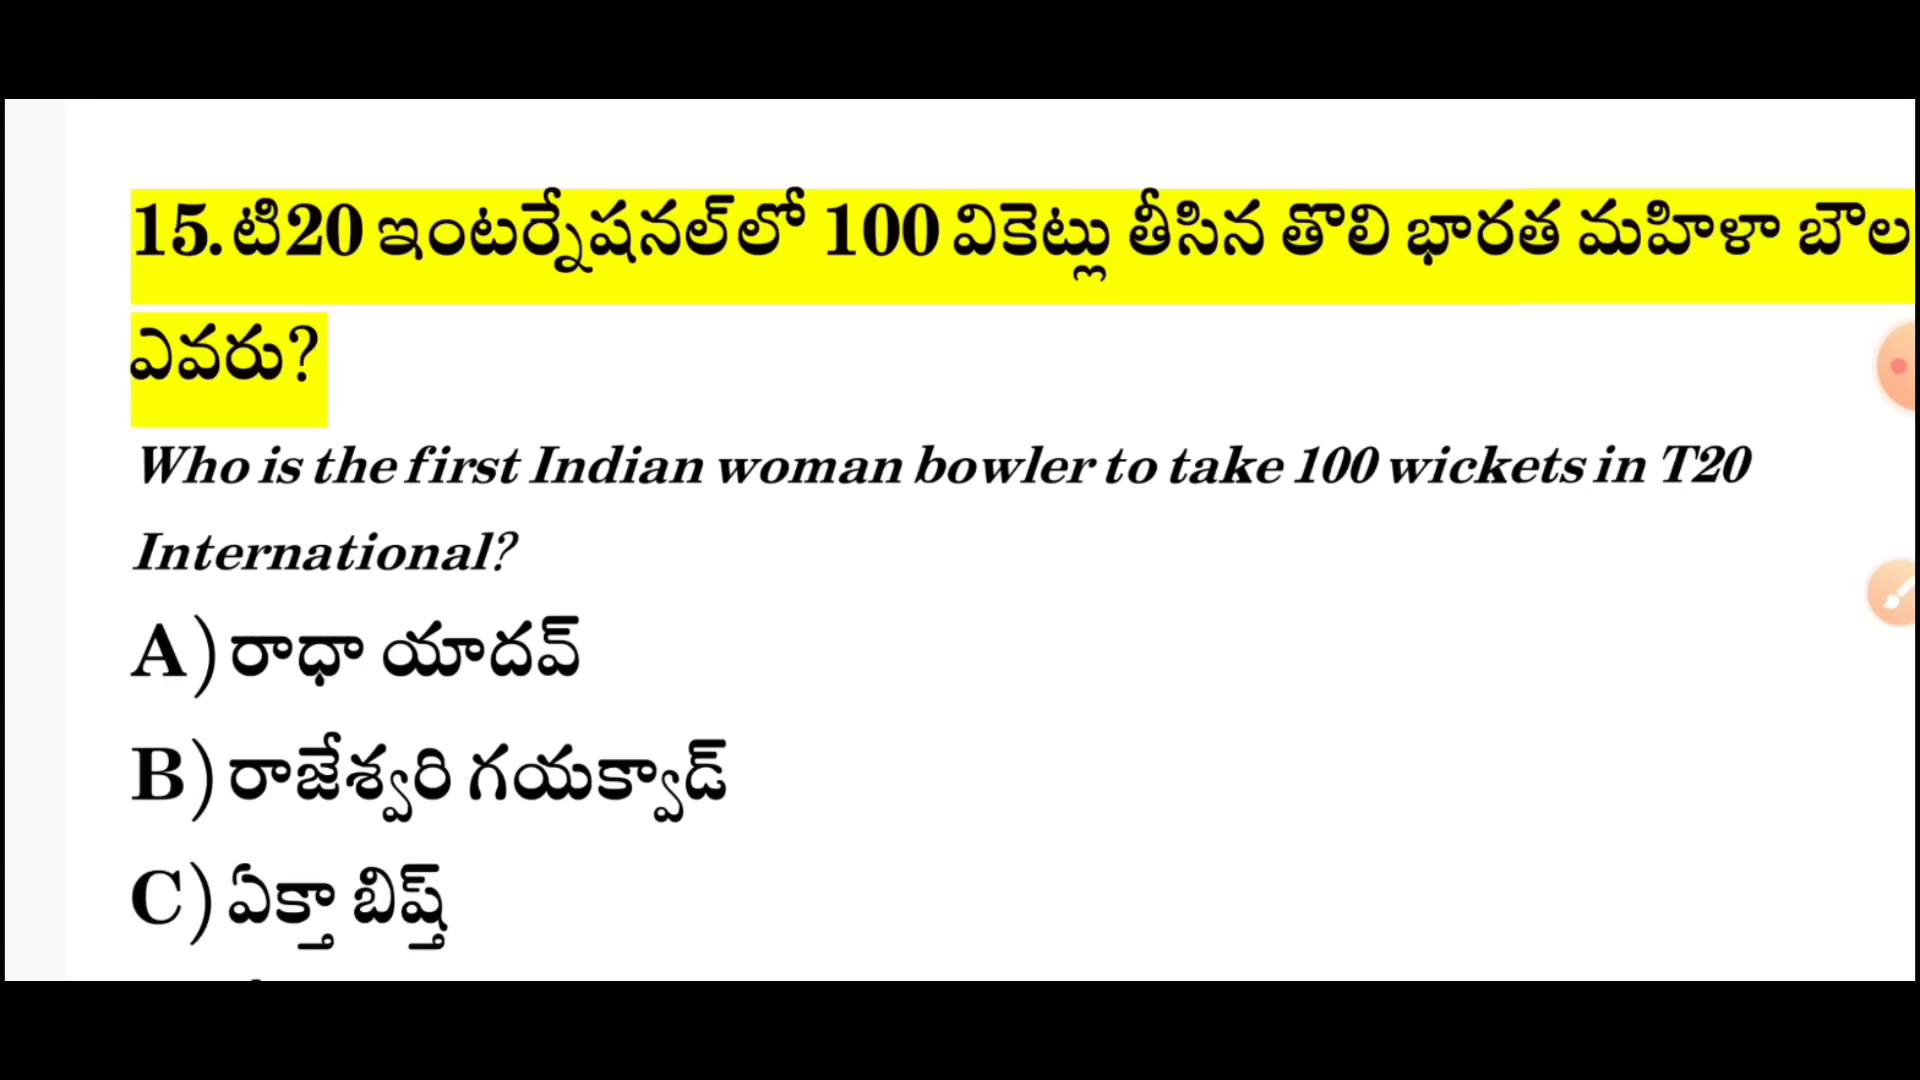 15.టి20 ఇంటర్నేషనల్‌లో 100 వికెట్లు తీసిన తొలి భారత మహిళా బౌల
ఎవరు?
Who is the first Indian woman bowler to take 100 wickets in T20
International?
A)రాధా యాదవ్
B)రాజేశ్వరి గయక్వాడ్
C)ఏక్తా బిష్త్